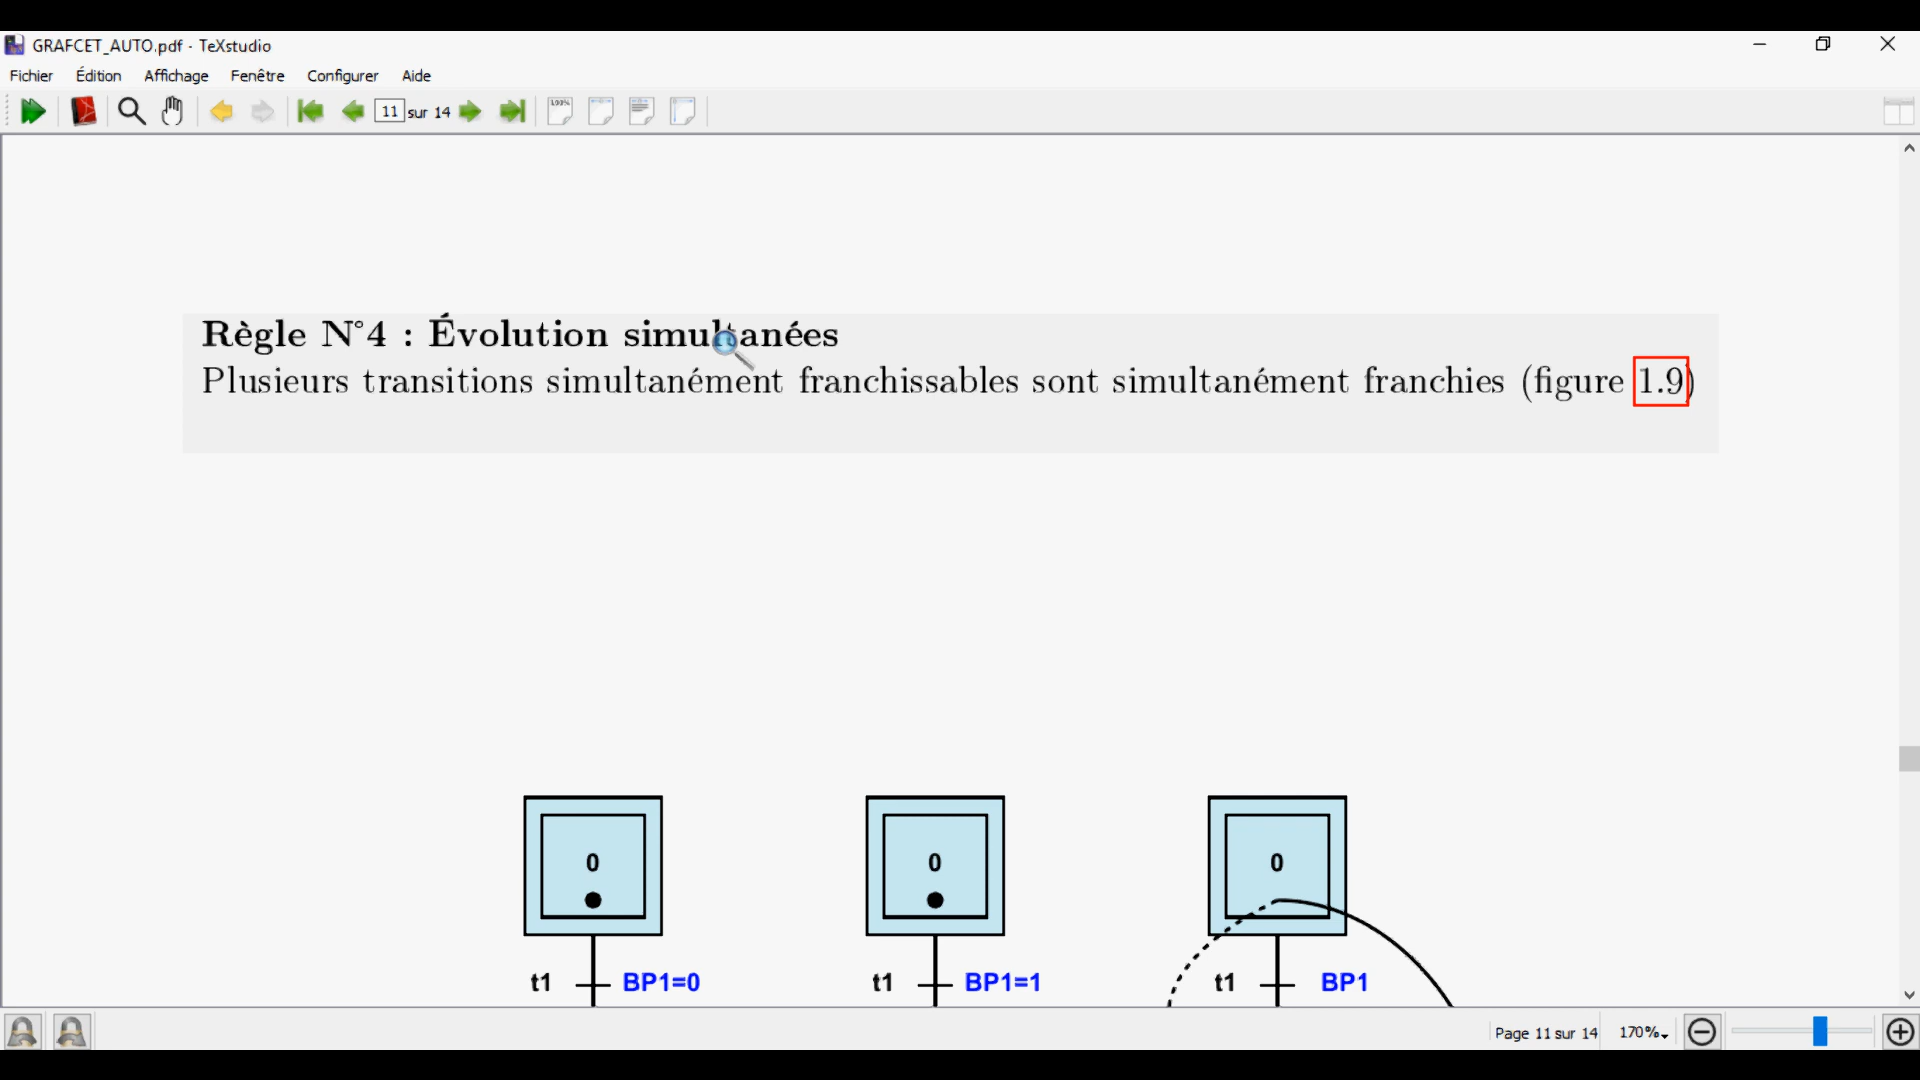 GRAFCET_AUTO.pdf - TeXstudio
Fichier Édition Affichage Fenêtre Configurer Aide
11 sur 14 100%
Règle N°4 : Évolution simultanées
Plusieurs transitions simultanément franchissables sont simultanément franchies (figure 1.9)
0 0 0
t1 BP1=0 t1 BP1=1 t1 BP1
Page 11 sur 14 170%